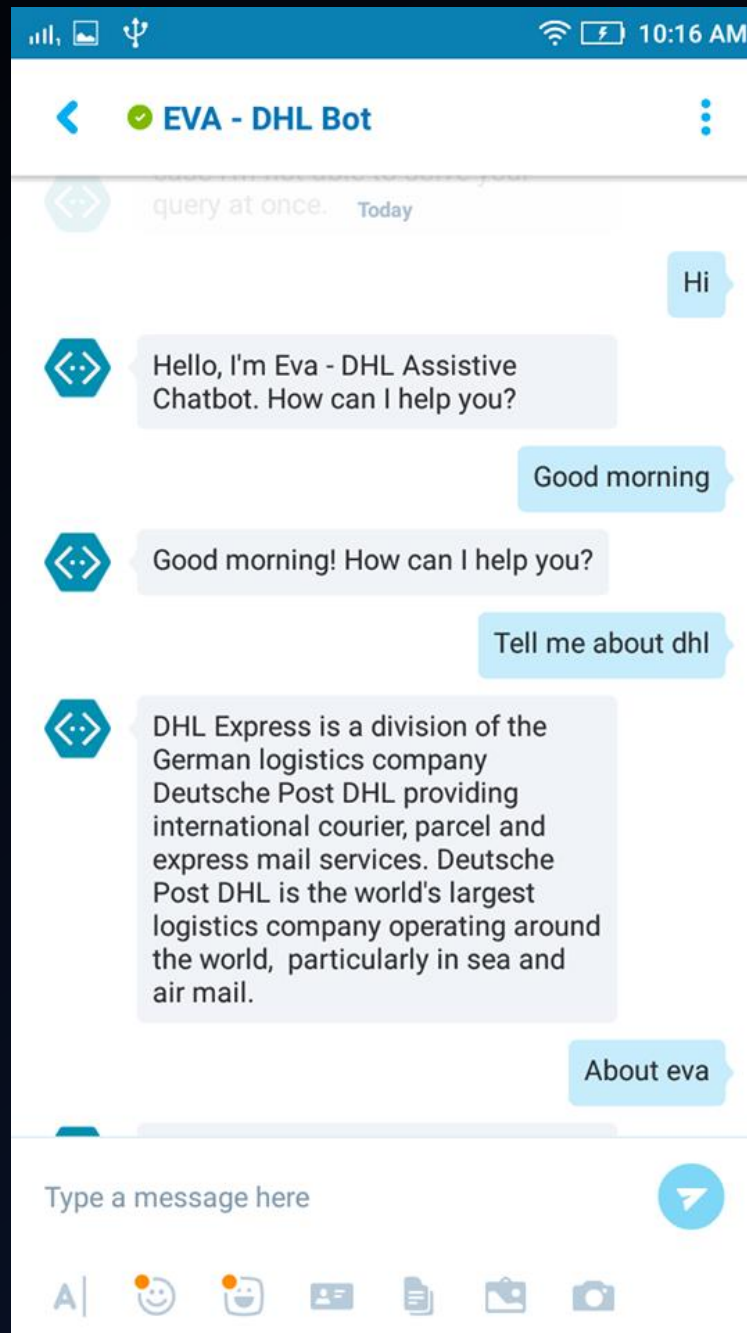 10:16 AM
EVA - DHL Bot
query at once.
Today
Hi
Hello, I'm Eva - DHL Assistive
Chatbot. How can I help you?
Good morning
Good morning! How can I help you?
Tell me about dhl
DHL Express is a division of the
German logistics company
Deutsche Post DHL providing
international courier, parcel and
express mail services. Deutsche
Post DHL is the world's largest
logistics company operating around
the world,  particularly in sea and
air mail.
About eva
Type a message here
A